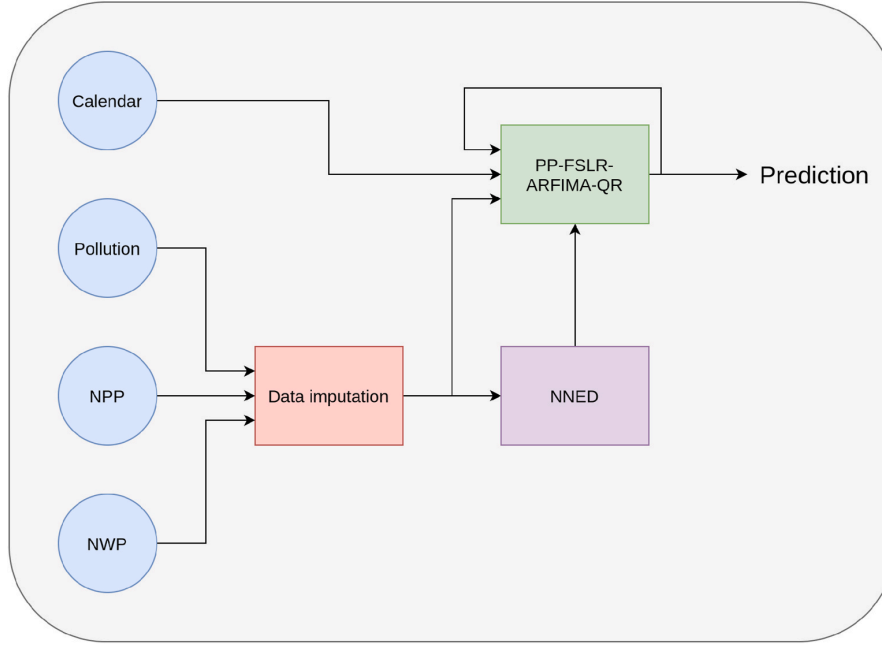 Calendar
PP-FSLR-
ARFIMA-QR
Prediction
Pollution
NPP
Data imputation
NNED
NWP